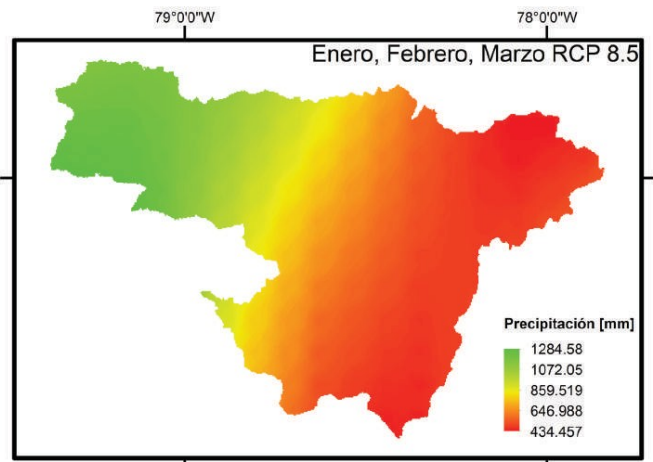 79°0'0"W
78°0'0"W
Enero, Febrero, Marzo RCP 8.5
Precipitación [mm]
1284.58
1072.05
859.519
646.988
434.457